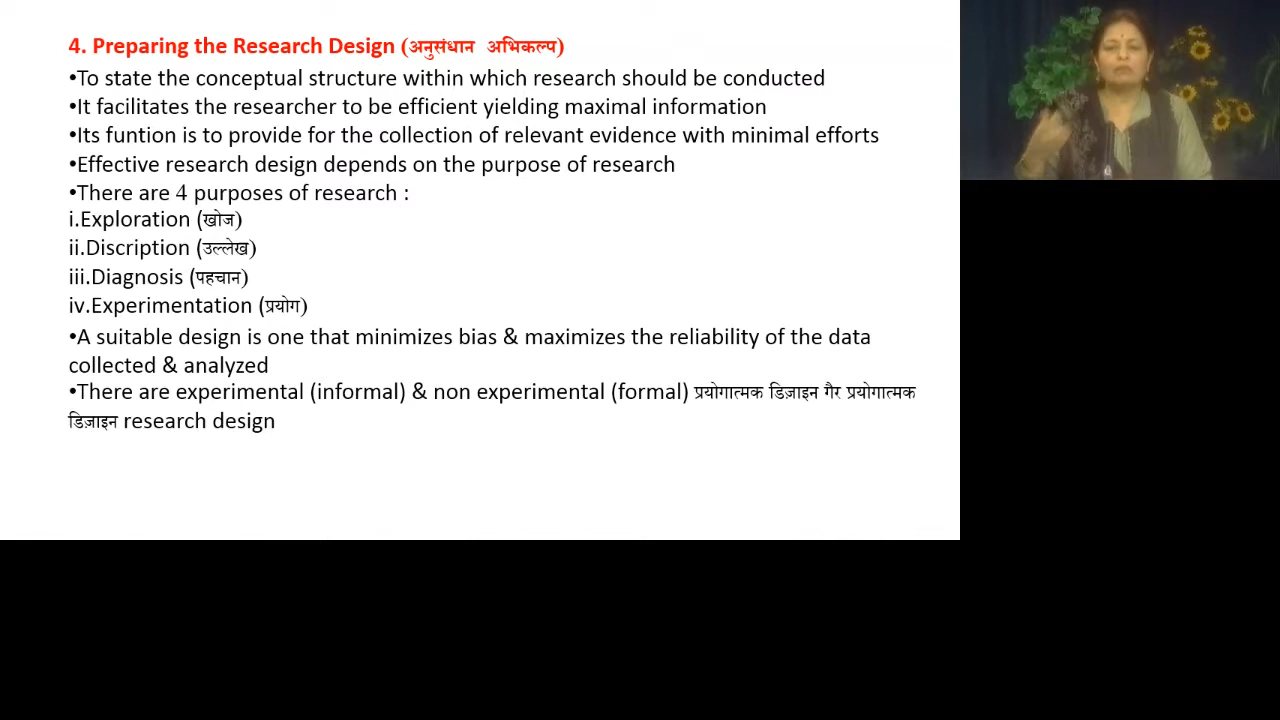 4. Preparing the Research Design (अनुसंधान अभिकल्प)
•To state the conceptual structure within which research should be conducted
•It facilitates the researcher to be efficient yielding maximal information
•Its funtion is to provide for the collection of relevant evidence with minimal efforts
•Effective research design depends on the purpose of research
•There are 4 purposes of research :
i.Exploration (खोज)
ii.Discription (उल्लेख)
iii.Diagnosis (पहचान)
iv.Experimentation (प्रयोग)
•A suitable design is one that minimizes bias & maximizes the reliability of the data
collected & analyzed
•There are experimental (informal) & non experimental (formal) प्रयोगात्मक डिज़ाइन गैर प्रयोगात्मक
डिज़ाइन research design